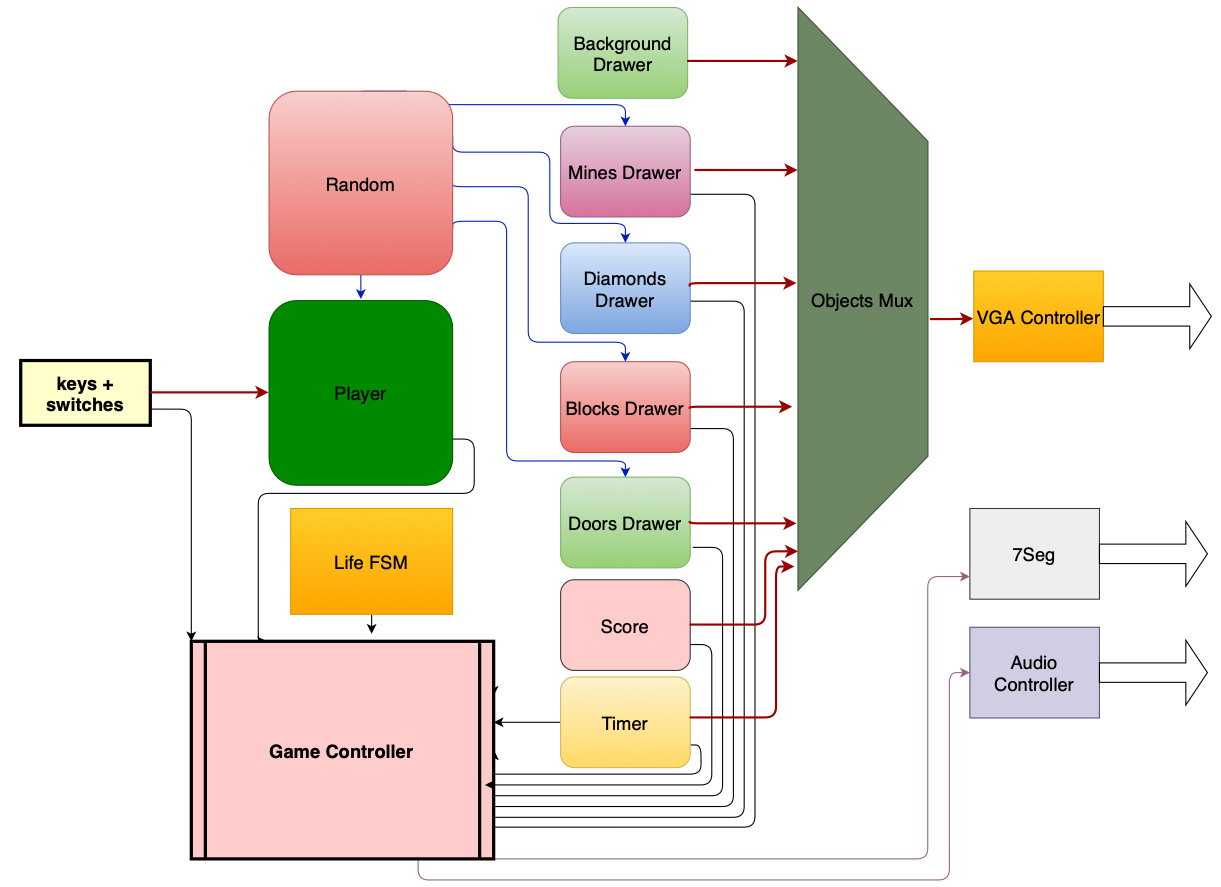 Background
Drawer
Random
Mines Drawer
Diamonds
Drawer
Objects Mux
VGA Controller
keys +
switches
Player
Blocks Drawer
Doors Drawer
Life FSM
7Seg
Score
Audio
Controller
Timer
Game Controller